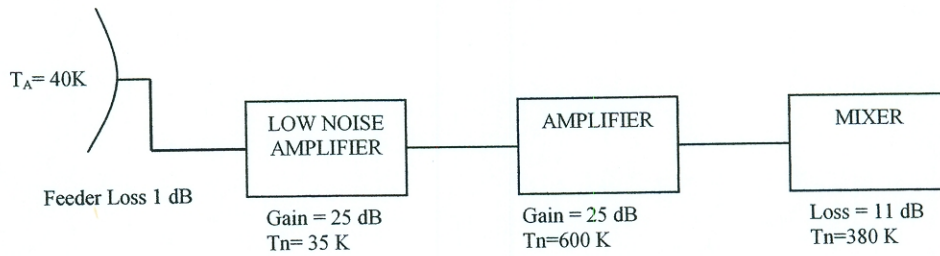 T_A= 40K
Feeder Loss 1 dB
LOW NOISE
AMPLIFIER
Gain = 25 dB
Tn= 35 K
AMPLIFIER
Gain = 25 dB
Tn=600 K
MIXER
Loss = 11 dB
Tn=380 K